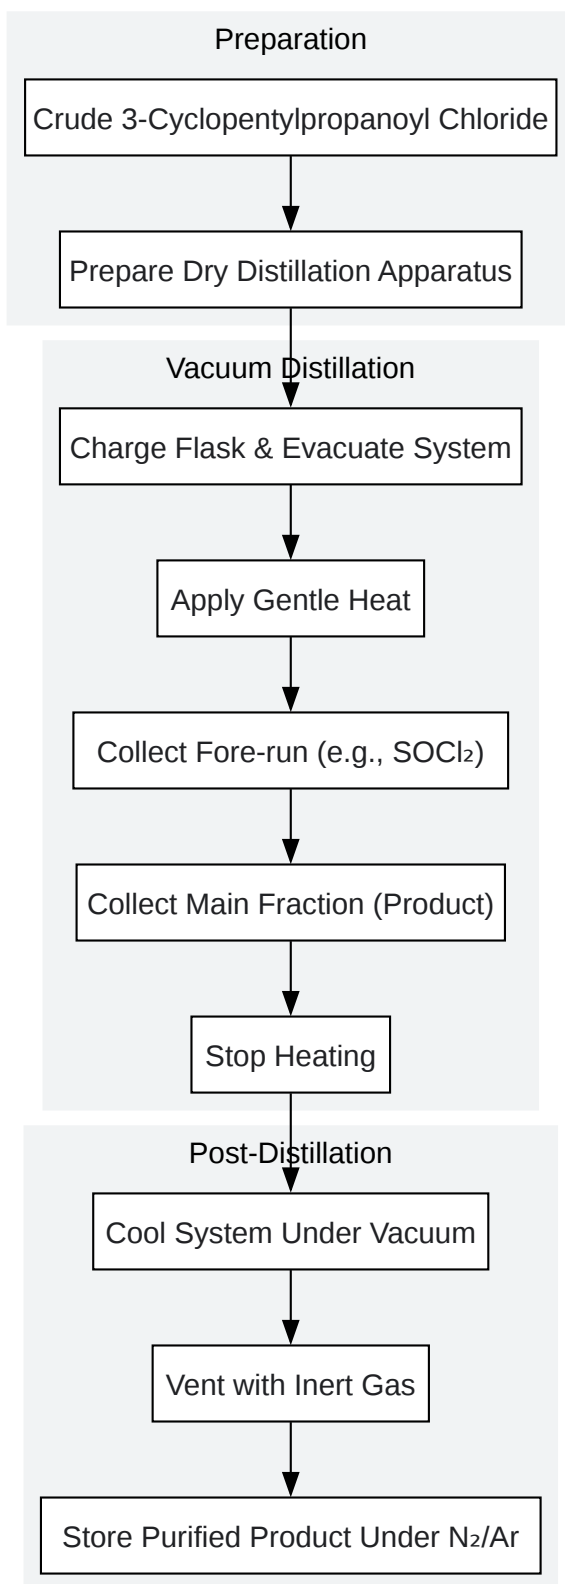 Preparation
Crude 3-Cyclopentylpropanoyl Chloride
Prepare Dry Distillation Apparatus
Vacuum Distillation
Charge Flask & Evacuate System
Apply Gentle Heat
Collect Fore-run (e.g., SOCl₂)
Collect Main Fraction (Product)
Stop Heating
Post-Distillation
Cool System Under Vacuum
Vent with Inert Gas
Store Purified Product Under N₂/Ar